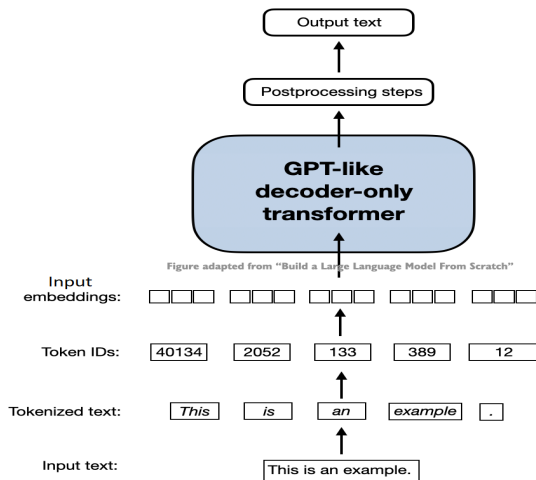 Output text
Postprocessing steps
GPT-like
decoder-only
transformer
Figure adapted from "Build a Large Language Model From Scratch"
Input
embeddings:
Token IDs: 40134 2052 133 389 12
Tokenized text: This is an example .
Input text: This is an example.